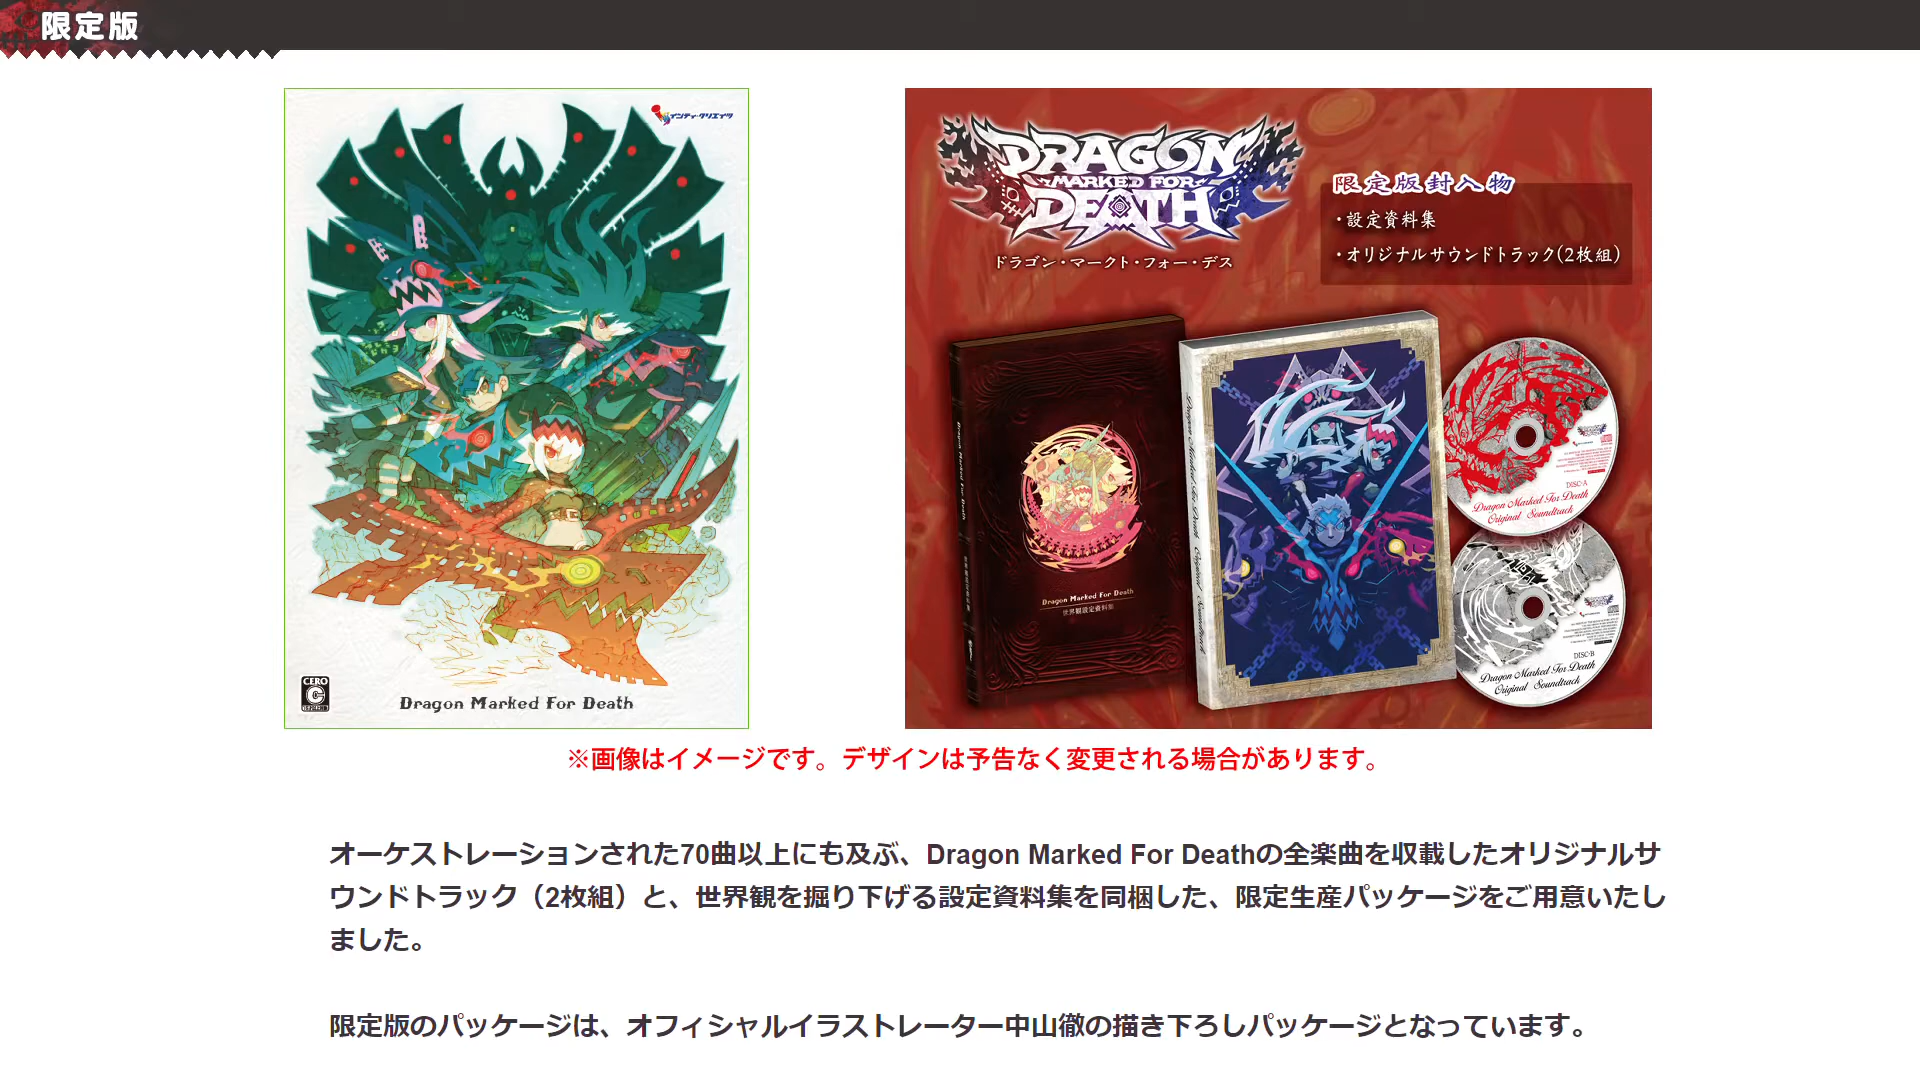 限定版
インティ・クリエイツ
CERO
C
Dragon Marked For Death
DRAGON
MARKED FOR
DEATH
ドラゴン・マークト・フォー・デス
限定版封入物
・設定資料集
・オリジナルサウンドトラック(2枚組)
Dragon Marked For Death
世界観設定資料集
Dragon Marked For Death Original Soundtrack
DISC-A
Dragon Marked For Death
Original Soundtrack
DISC-B
Dragon Marked For Death
Original Soundtrack
※画像はイメージです。デザインは予告なく変更される場合があります。
オーケストレーションされた70曲以上にも及ぶ、Dragon Marked For Deathの全楽曲を収載したオリジナルサ
ウンドトラック（2枚組）と、世界観を掘り下げる設定資料集を同梱した、限定生産パッケージをご用意いたし
ました。
限定版のパッケージは、オフィシャルイラストレーター中山徹の描き下ろしパッケージとなっています。